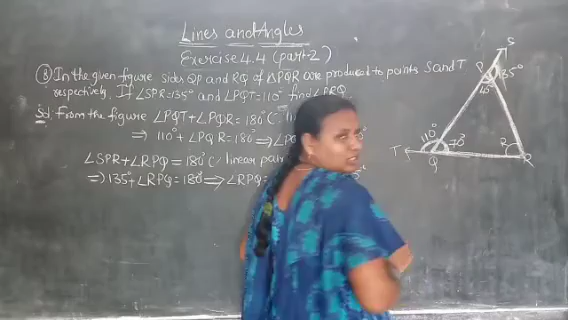 Lines and Angles
Exercise 4.4 (part-2)
⑧ In the given figure sides QP and RQ of ΔPQR are produced to points S and T
respectively. If ∠SPR=135° and ∠PQT=110° find ∠PRQ.
Sol: From the figure ∠PQT+∠PQR=180°
⇒ 110°+∠PQR=180°⇒
∠SPR+∠RPQ=180°(linear pair
⇒135°+∠RPQ=180°⇒∠RPQ=
S
P
135°
45°
110°
70°
T
Q
R